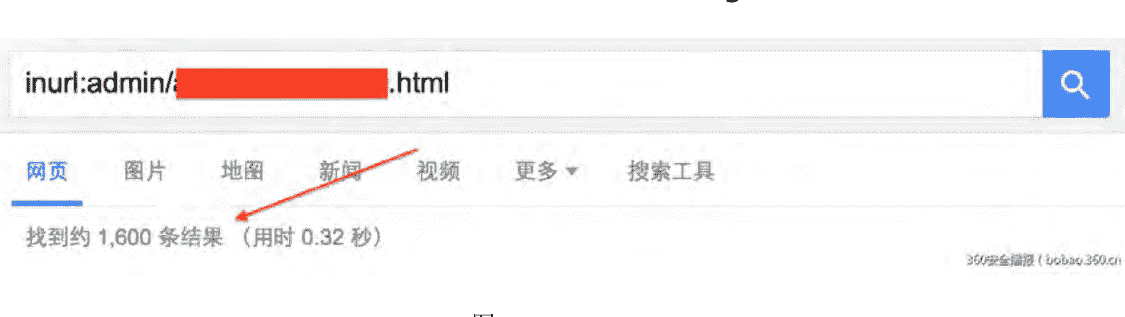 inurl:admin/a .html
网页 图片 地图 新闻 视频 更多 搜索工具
找到约 1,600 条结果 （用时 0.32 秒）
360安全播报 ( bobao.360.cn